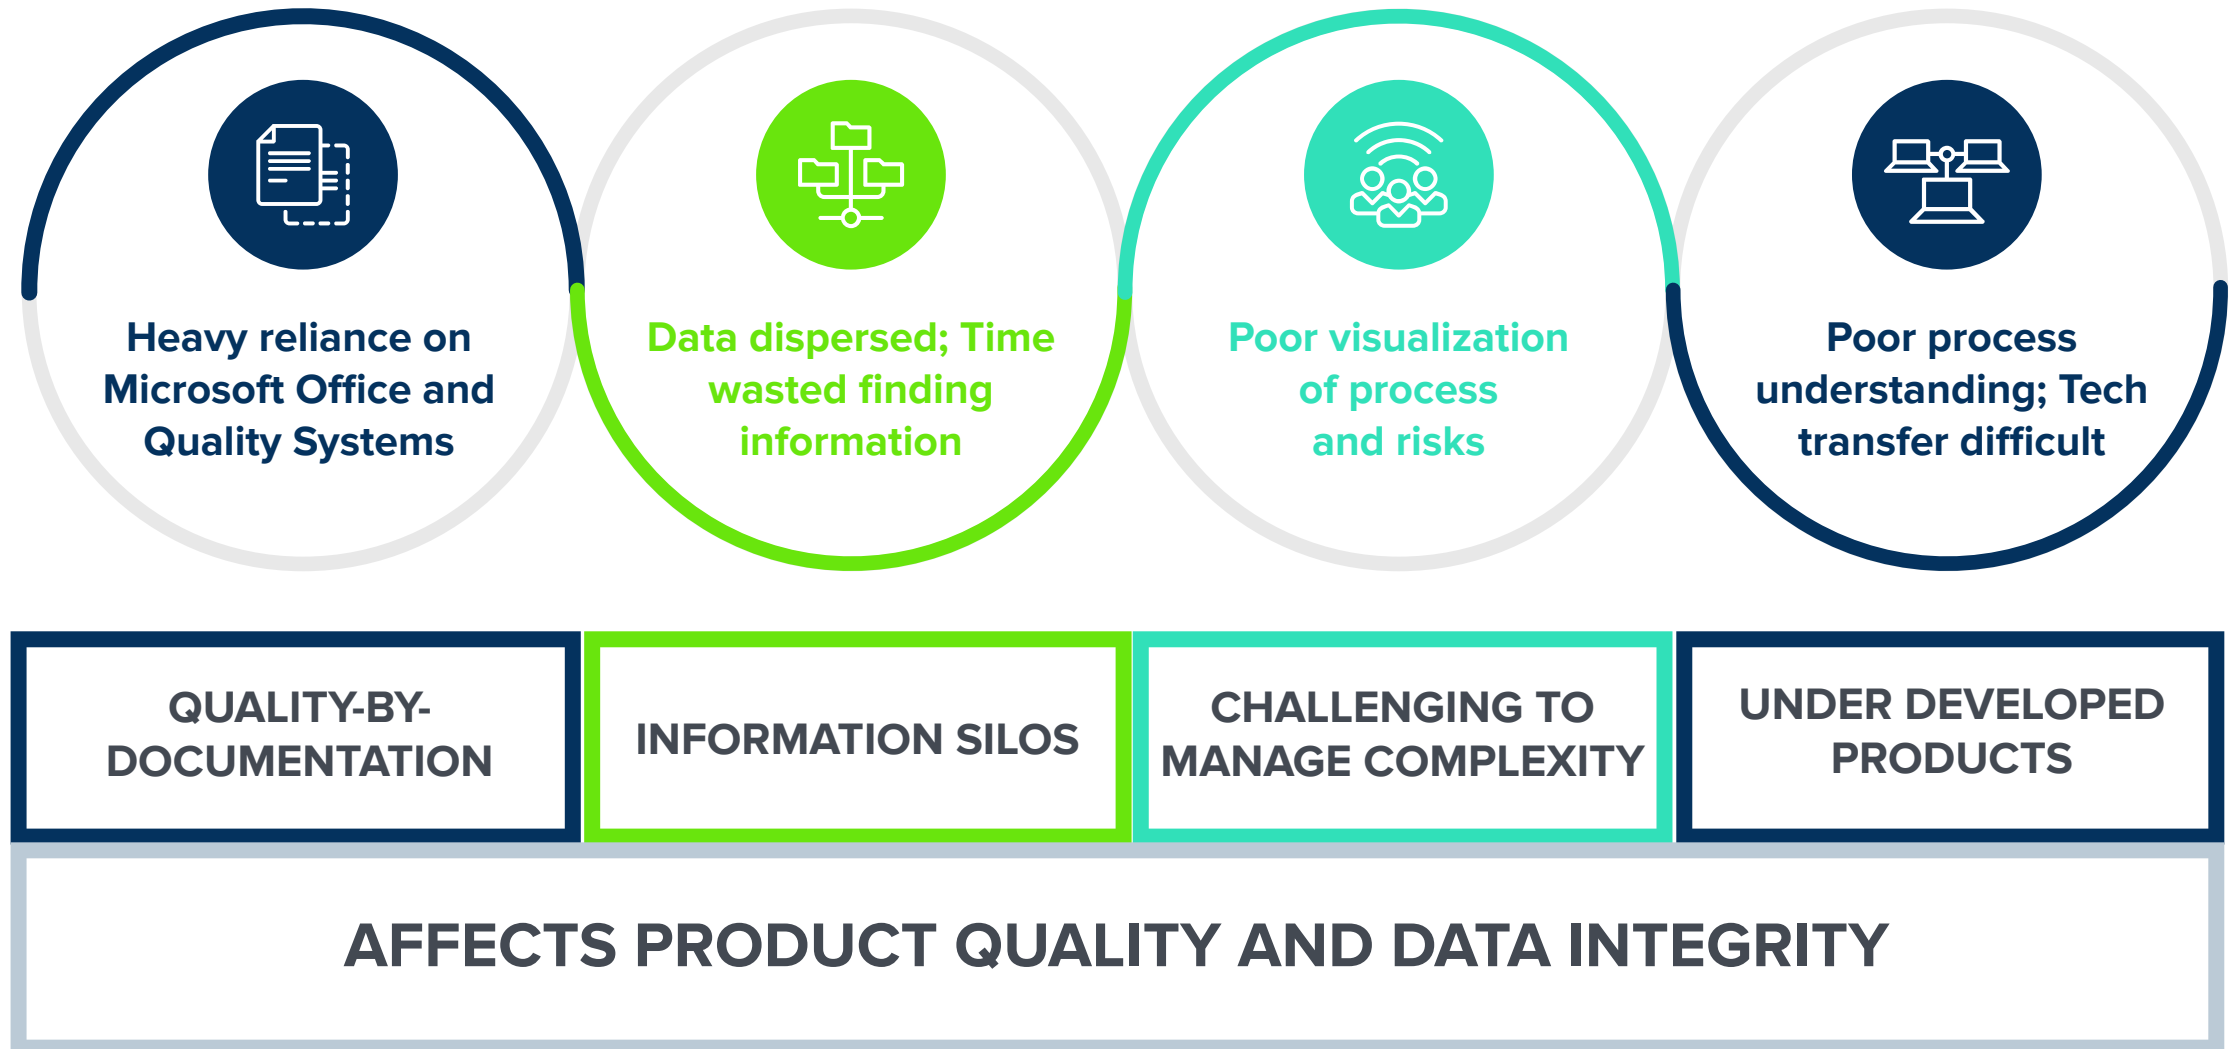 Heavy reliance on
Microsoft Office and
Quality Systems
Data dispersed; Time
wasted finding
information
Poor visualization
of process
and risks
Poor process
understanding; Tech
transfer difficult
QUALITY-BY-
DOCUMENTATION
INFORMATION SILOS
CHALLENGING TO
MANAGE COMPLEXITY
UNDER DEVELOPED
PRODUCTS
AFFECTS PRODUCT QUALITY AND DATA INTEGRITY